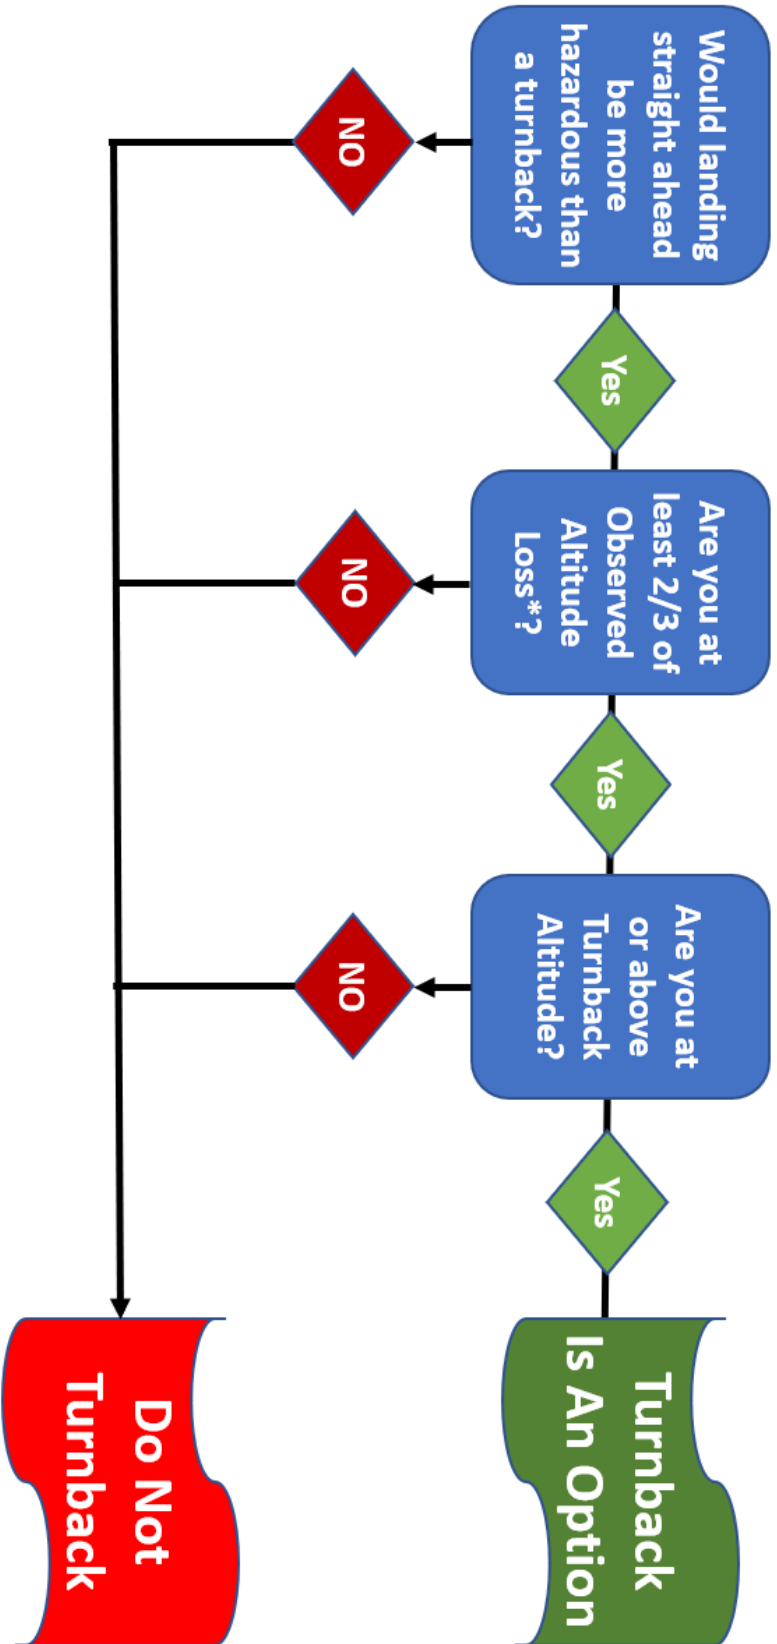 Would landing
straight ahead
be more
hazardous than
a turnback?
Yes
Are you at
least 2/3 of
Observed
Altitude
Loss*?
Yes
Are you at
or above
Turnback
Altitude?
Yes
Turnback
Is An Option
NO
NO
NO
Do Not
Turnback